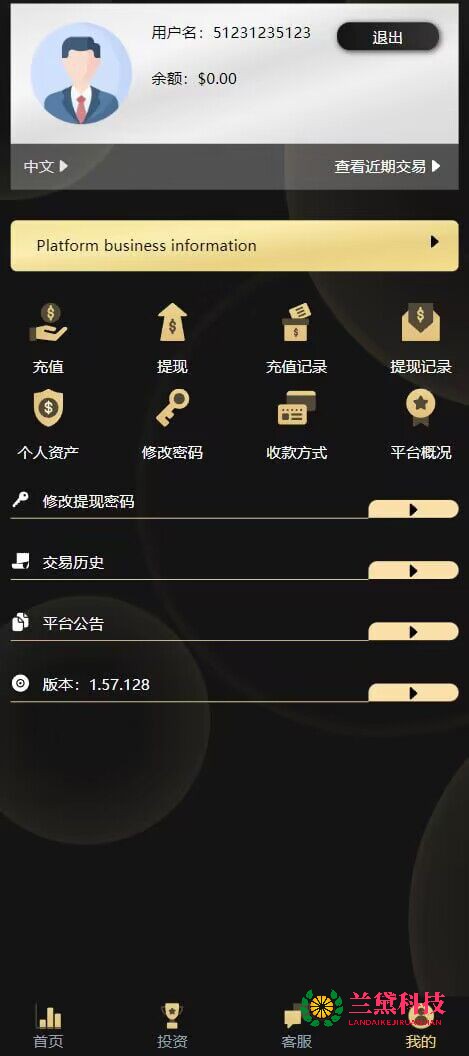 用户名：51231235123
退出
余额：$0.00
中文
查看近期交易
Platform business information
充值
提现
充值记录
提现记录
个人资产
修改密码
收款方式
平台概况
修改提现密码
交易历史
平台公告
版本：1.57.128
兰黛科技
首页
投资
客服
我的